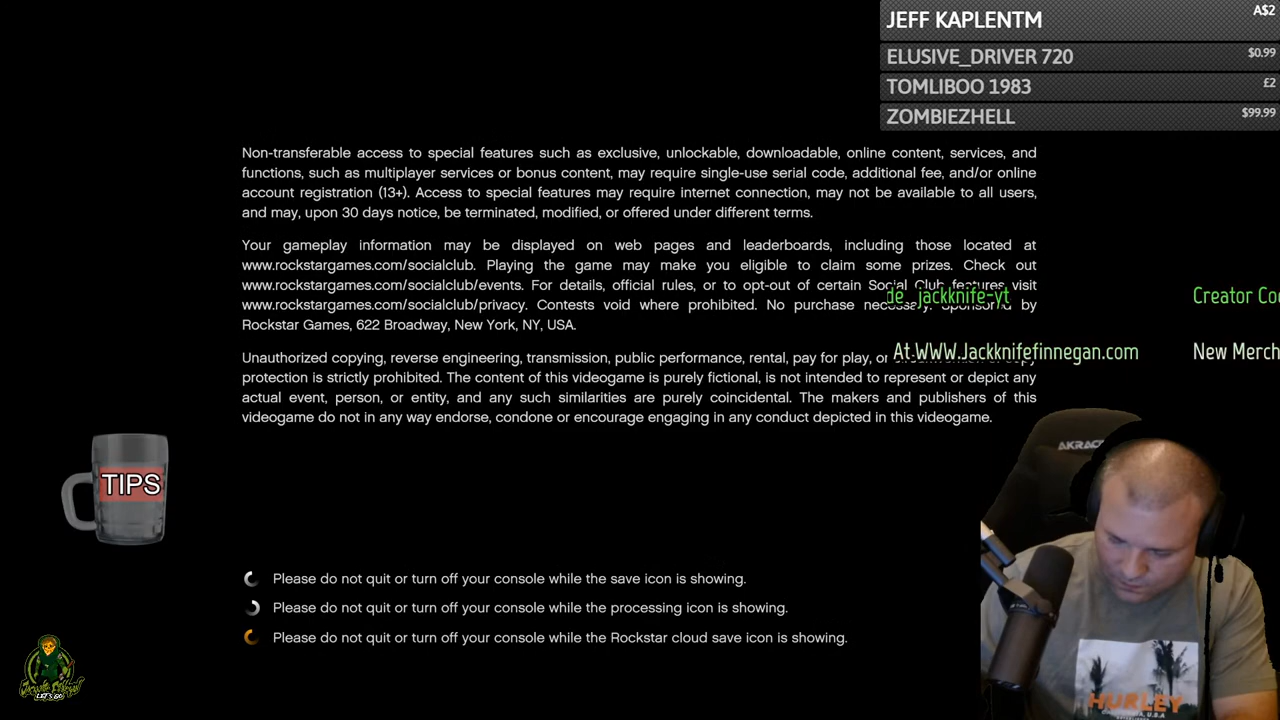 JEFF KAPLENTM A$2
ELUSIVE_DRIVER 720 $0.99
TOMLIBOO 1983 £2
ZOMBIEZHELL $99.99
Non-transferable access to special features such as exclusive, unlockable, downloadable, online content, services, and
functions, such as multiplayer services or bonus content, may require single-use serial code, additional fee, and/or online
account registration (13+). Access to special features may require internet connection, may not be available to all users,
and may, upon 30 days notice, be terminated, modified, or offered under different terms.
Your gameplay information may be displayed on web pages and leaderboards, including those located at
www.rockstargames.com/socialclub. Playing the game may make you eligible to claim some prizes. Check out
www.rockstargames.com/socialclub/events. For details, official rules, or to opt-out of certain Social Club features visit
de_jackknife-yt Creator Co
www.rockstargames.com/socialclub/privacy. Contests void where prohibited. No purchase necessary. Sponsored by
Rockstar Games, 622 Broadway, New York, NY, USA.
At WWW.Jackknifefinnegan.com New Merch
Unauthorized copying, reverse engineering, transmission, public performance, rental, pay for play, or copy
protection is strictly prohibited. The content of this videogame is purely fictional, is not intended to represent or depict any
actual event, person, or entity, and any such similarities are purely coincidental. The makers and publishers of this
videogame do not in any way endorse, condone or encourage engaging in any conduct depicted in this videogame.
AKRAC
TIPS
Please do not quit or turn off your console while the save icon is showing.
Please do not quit or turn off your console while the processing icon is showing.
Please do not quit or turn off your console while the Rockstar cloud save icon is showing.
LET'S GO
HURLEY